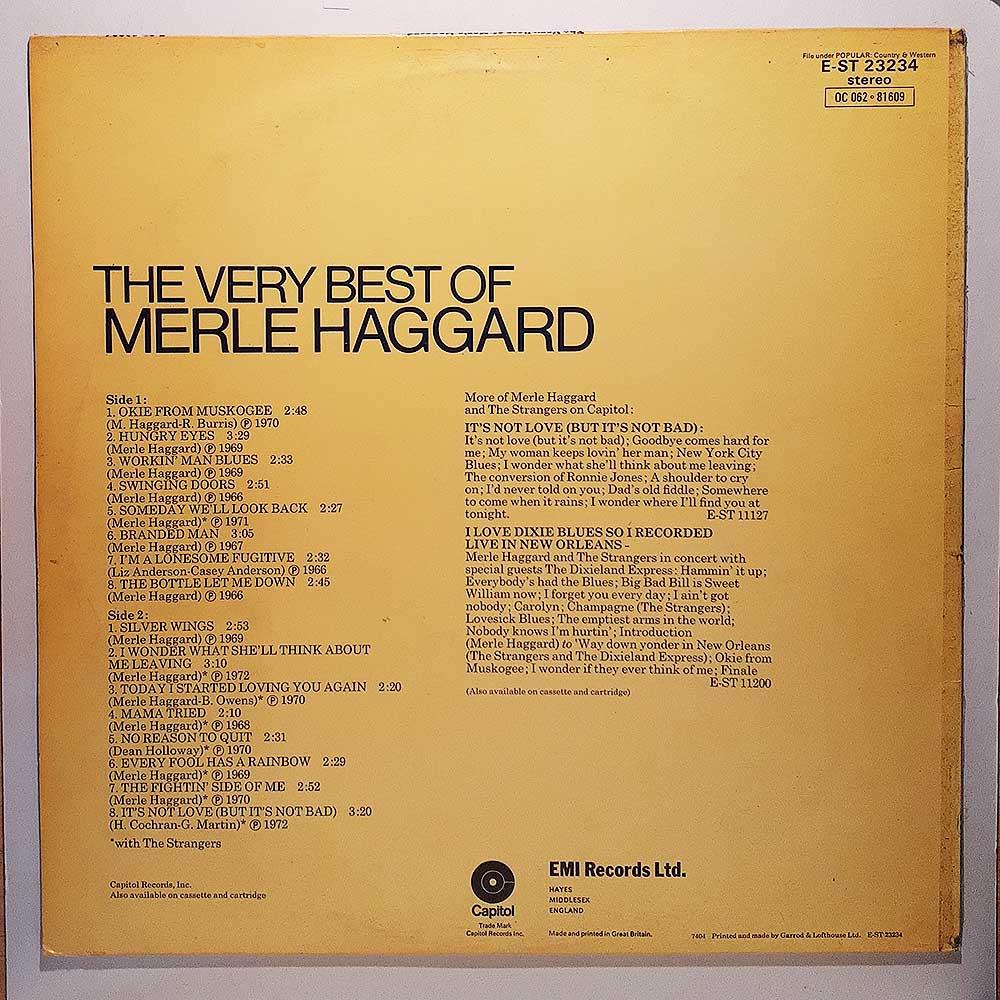 File under POPULAR: Country & Western
E-ST 23234
stereo
OC 062 • 81609
THE VERY BEST OF
MERLE HAGGARD
Side 1:
1. OKIE FROM MUSKOGEE 2:48
(M. Haggard-R. Burris) Ⓟ 1970
2. HUNGRY EYES 3:29
(Merle Haggard) Ⓟ 1969
3. WORKIN' MAN BLUES 2:33
(Merle Haggard) Ⓟ 1969
4. SWINGING DOORS 2:51
(Merle Haggard) Ⓟ 1966
5. SOMEDAY WE'LL LOOK BACK 2:27
(Merle Haggard)* Ⓟ 1971
6. BRANDED MAN 3:05
(Merle Haggard) Ⓟ 1967
7. I'M A LONESOME FUGITIVE 2:32
(Liz Anderson-Casey Anderson) Ⓟ 1966
8. THE BOTTLE LET ME DOWN 2:45
(Merle Haggard) Ⓟ 1966
Side 2:
1. SILVER WINGS 2:53
(Merle Haggard) Ⓟ 1969
2. I WONDER WHAT SHE'LL THINK ABOUT
ME LEAVING 3:10
(Merle Haggard)* Ⓟ 1972
3. TODAY I STARTED LOVING YOU AGAIN 2:20
(Merle Haggard-B. Owens)* Ⓟ 1970
4. MAMA TRIED 2:10
(Merle Haggard)* Ⓟ 1968
5. NO REASON TO QUIT 2:31
(Dean Holloway)* Ⓟ 1970
6. EVERY FOOL HAS A RAINBOW 2:29
(Merle Haggard)* Ⓟ 1969
7. THE FIGHTIN' SIDE OF ME 2:52
(Merle Haggard)* Ⓟ 1970
8. IT'S NOT LOVE (BUT IT'S NOT BAD) 3:20
(H. Cochran-G. Martin)* Ⓟ 1972
*with The Strangers
Capitol Records, Inc.
Also available on cassette and cartridge
More of Merle Haggard
and The Strangers on Capitol:
IT'S NOT LOVE (BUT IT'S NOT BAD):
It's not love (but it's not bad); Goodbye comes hard for
me; My woman keeps lovin' her man; New York City
Blues; I wonder what she'll think about me leaving;
The conversion of Ronnie Jones; A shoulder to cry
on; I'd never told on you; Dad's old fiddle; Somewhere
to come when it rains; I wonder where I'll find you at
tonight. E-ST 11127
I LOVE DIXIE BLUES SO I RECORDED
LIVE IN NEW ORLEANS –
Merle Haggard and The Strangers in concert with
special guests The Dixieland Express: Hammin' it up;
Everybody's had the Blues; Big Bad Bill is Sweet
William now; I forget you every day; I ain't got
nobody; Carolyn; Champagne (The Strangers);
Lovesick Blues; The emptiest arms in the world;
Nobody knows I'm hurtin'; Introduction
(Merle Haggard) to 'Way down yonder in New Orleans
(The Strangers and The Dixieland Express); Okie from
Muskogee; I wonder if they ever think of me; Finale
E-ST 11200
(Also available on cassette and cartridge)
Capitol
Trade Mark
Capitol Records Inc.
EMI Records Ltd.
HAYES
MIDDLESEX
ENGLAND
Made and printed in Great Britain.
7404 Printed and made by Garrod & Lofthouse Ltd. E-ST·23234